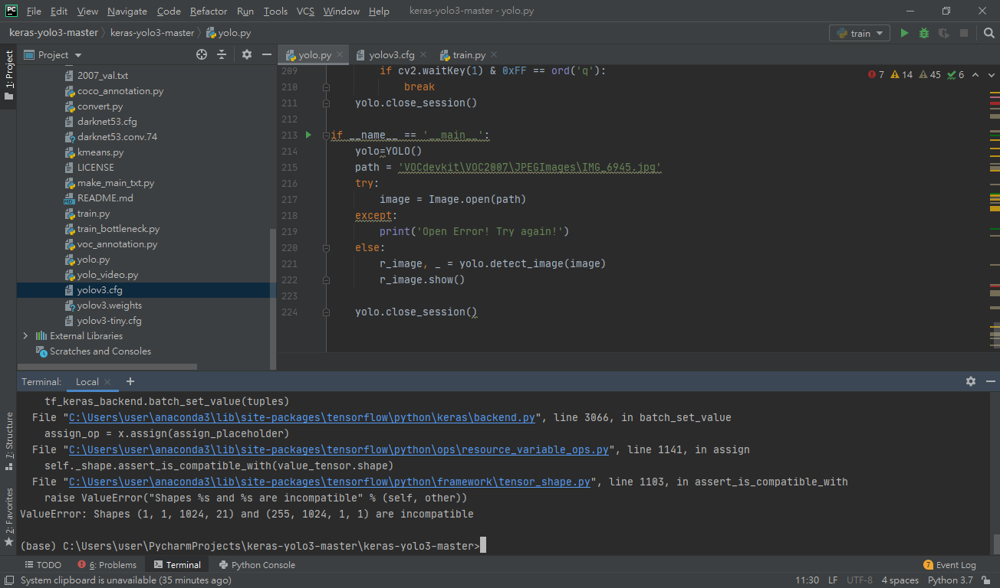 PC File Edit View Navigate Code Refactor Run Tools VCS Window Help keras-yolo3-master - yolo.py
keras-yolo3-master keras-yolo3-master yolo.py train
1: Project
Project
yolo.py yolov3.cfg train.py
2007_val.txt
coco_annotation.py
convert.py
darknet53.cfg
darknet53.conv.74
kmeans.py
LICENSE
make_main_txt.py
README.md
train.py
train_bottleneck.py
voc_annotation.py
yolo.py
yolo_video.py
yolov3.cfg
yolov3.weights
yolov3-tiny.cfg
External Libraries
Scratches and Consoles
7 14 45 6
209 if cv2.waitKey(1) & 0xFF == ord('q'):
210 break
211 yolo.close_session()
212
213 if __name__ == '__main__':
214 yolo=YOLO()
215 path = 'VOCdevkit\VOC2007\JPEGImages\IMG_6945.jpg'
216 try:
217 image = Image.open(path)
218 except:
219 print('Open Error! Try again!')
220 else:
221 r_image, _ = yolo.detect_image(image)
222 r_image.show()
223
224 yolo.close_session()
Terminal: Local
tf_keras_backend.batch_set_value(tuples)
File "C:\Users\user\anaconda3\lib\site-packages\tensorflow\python\keras\backend.py", line 3066, in batch_set_value
assign_op = x.assign(assign_placeholder)
File "C:\Users\user\anaconda3\lib\site-packages\tensorflow\python\ops\resource_variable_ops.py", line 1141, in assign
self._shape.assert_is_compatible_with(value_tensor.shape)
File "C:\Users\user\anaconda3\lib\site-packages\tensorflow\python\framework\tensor_shape.py", line 1103, in assert_is_compatible_with
raise ValueError("Shapes %s and %s are incompatible" % (self, other))
ValueError: Shapes (1, 1, 1024, 21) and (255, 1024, 1, 1) are incompatible
(base) C:\Users\user\PycharmProjects\keras-yolo3-master\keras-yolo3-master>
Z: Structure
2: Favorites
TODO 6: Problems Terminal Python Console 7 Event Log
System clipboard is unavailable (35 minutes ago) 11:30 LF UTF-8 4 spaces Python 3.7